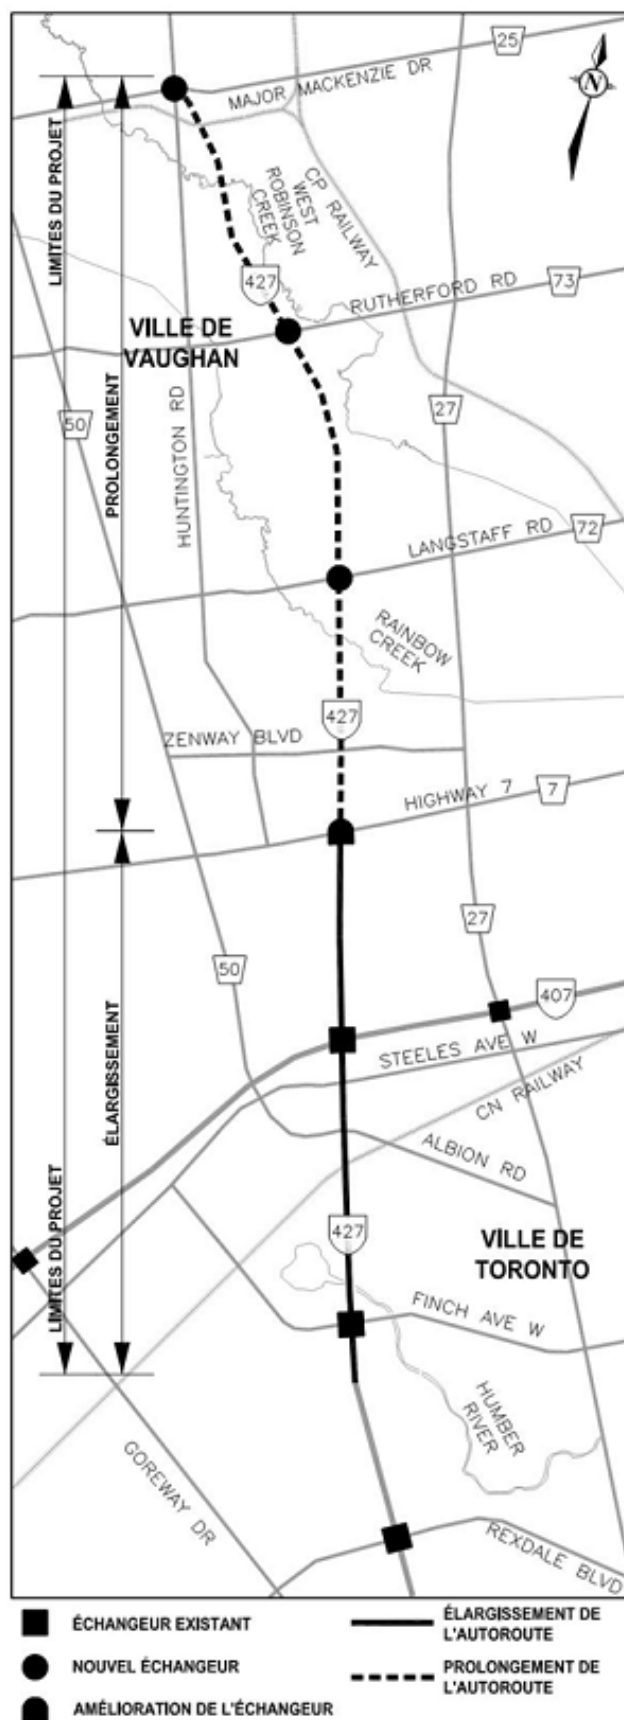 25
MAJOR MACKENZIE DR
N
LIMITES DU PROJET
WEST
ROBINSON
CREEK
CP RAILWAY
427
RUTHERFORD RD
73
VILLE DE
VAUGHAN
PROLONGEMENT
50
HUNTINGTON RD
27
LANGSTAFF RD
72
RAINBOW
CREEK
427
ZENWAY BLVD
HIGHWAY 7
7
27
50
407
ÉLARGISSEMENT
STEELES AVE W
CN RAILWAY
ALBION RD
LIMITES DU PROJET
427
VILLE DE
TORONTO
FINCH AVE W
HUMBER
RIVER
GOREWAY DR
REXDALE BLVD
ÉCHANGEUR EXISTANT
ÉLARGISSEMENT DE
L'AUTOROUTE
NOUVEL ÉCHANGEUR
PROLONGEMENT DE
L'AUTOROUTE
AMÉLIORATION DE L'ÉCHANGEUR